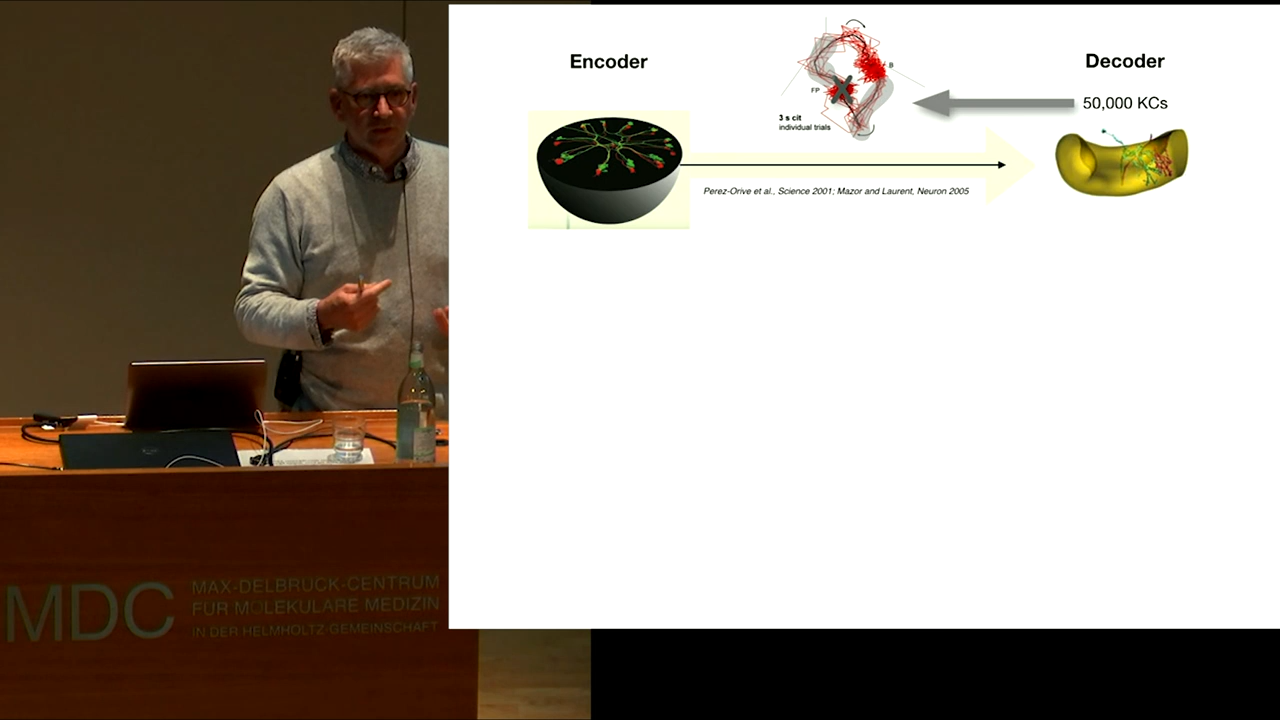 Encoder
Decoder
B
FP
50,000 KCs
3 s cit
individual trials
Perez-Orive et al., Science 2001; Mazor and Laurent, Neuron 2005
MDC
MAX-DELBRÜCK-CENTRUM
FÜR MOLEKULARE MEDIZIN
IN DER HELMHOLTZ-GEMEINSCHAFT